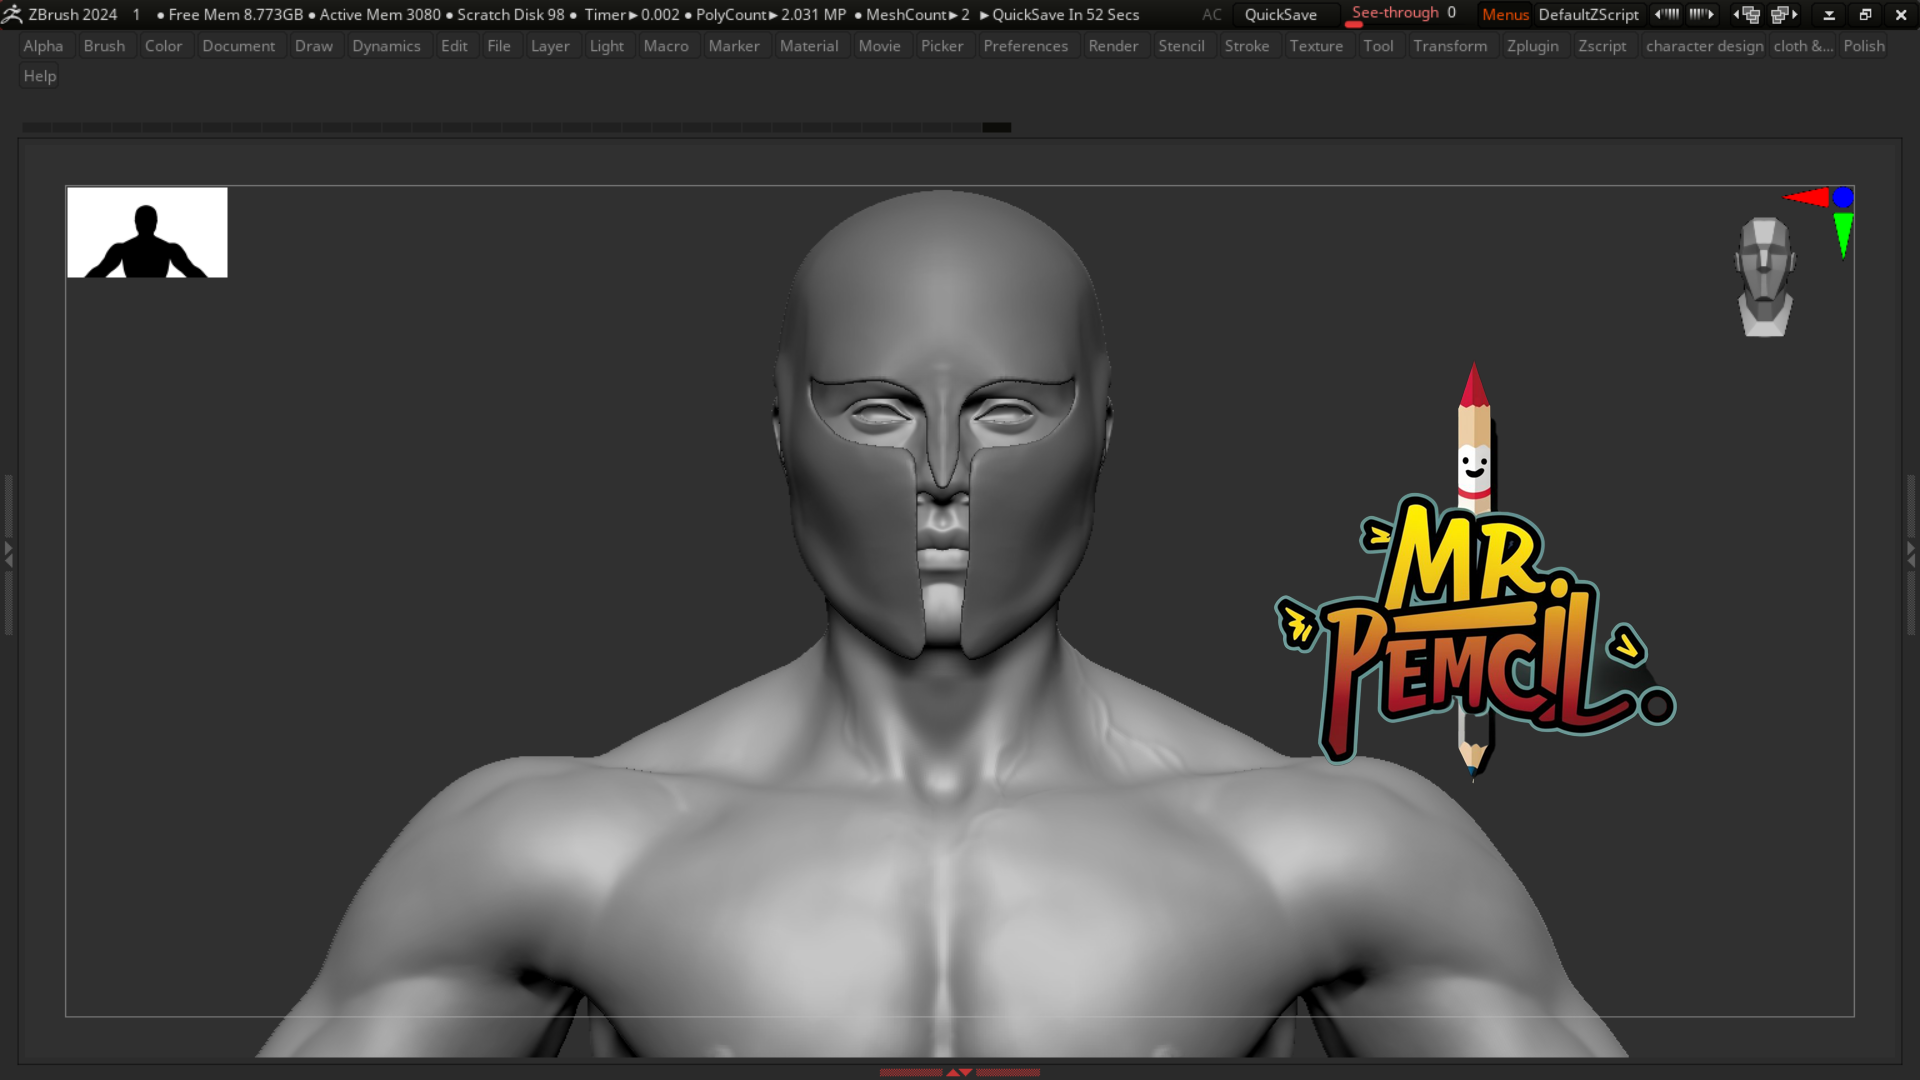 ZBrush 2024 1 ● Free Mem 8.773GB ● Active Mem 3080 ● Scratch Disk 98 ● Timer►0.002 ● PolyCount►2.031 MP ● MeshCount►2 ►QuickSave In 52 Secs AC QuickSave See-through 0 Menus DefaultZScript
Alpha Brush Color Document Draw Dynamics Edit File Layer Light Macro Marker Material Movie Picker Preferences Render Stencil Stroke Texture Tool Transform Zplugin Zscript character design cloth &... Polish
Help
MR.
PEMCIL